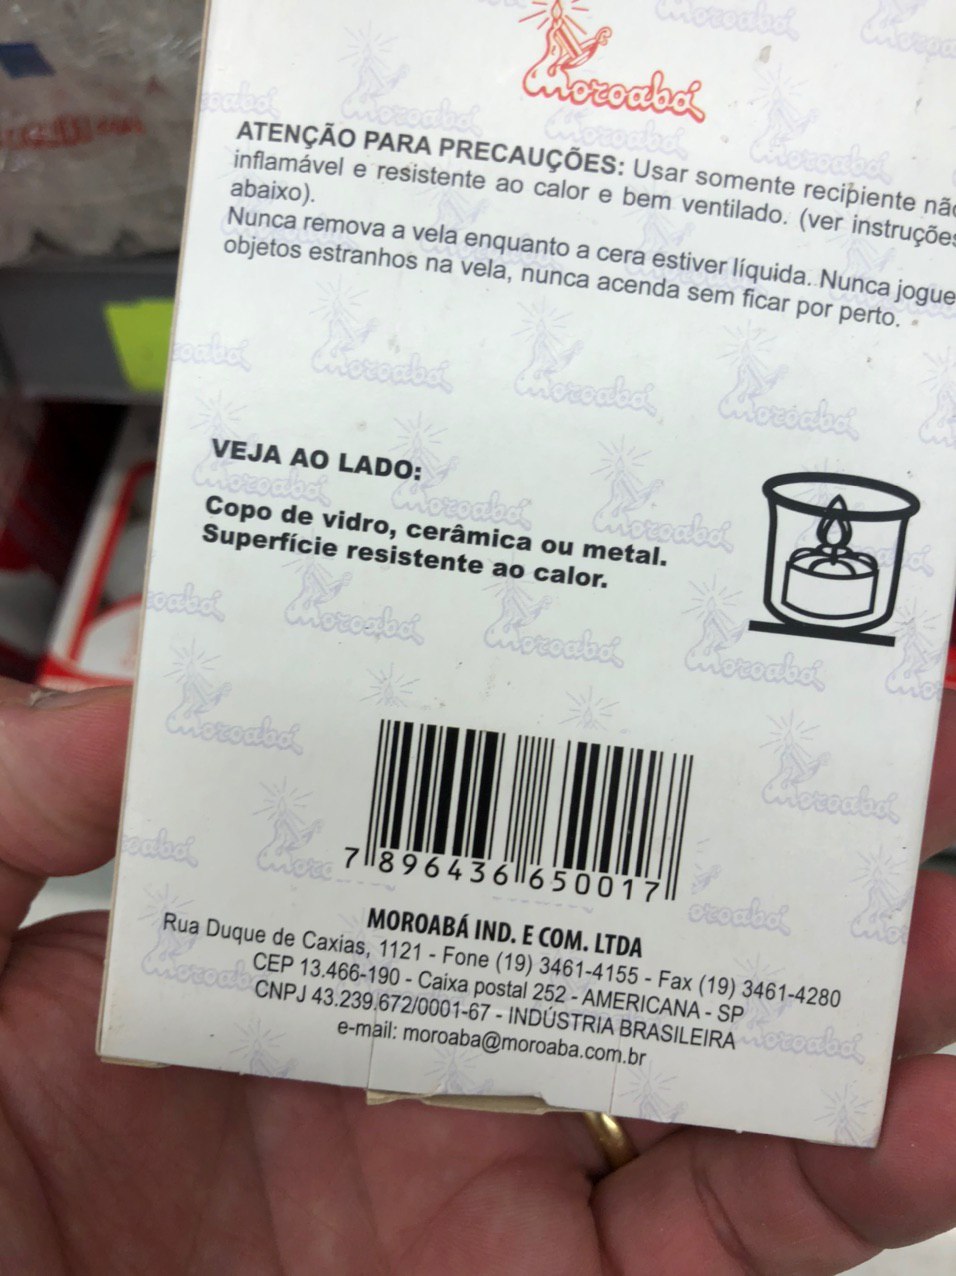 Moroabá
ATENÇÃO PARA PRECAUÇÕES: Usar somente recipiente não
inflamável e resistente ao calor e bem ventilado. (ver instruções
abaixo).
Nunca remova a vela enquanto a cera estiver líquida. Nunca jogue
objetos estranhos na vela, nunca acenda sem ficar por perto.
VEJA AO LADO:
Copo de vidro, cerâmica ou metal.
Superfície resistente ao calor.
7 896436 650017
MOROABÁ IND. E COM. LTDA
Rua Duque de Caxias, 1121 - Fone (19) 3461-4155 - Fax (19) 3461-4280
CEP 13.466-190 - Caixa postal 252 - AMERICANA - SP
CNPJ 43.239.672/0001-67 - INDÚSTRIA BRASILEIRA
e-mail: moroaba@moroaba.com.br